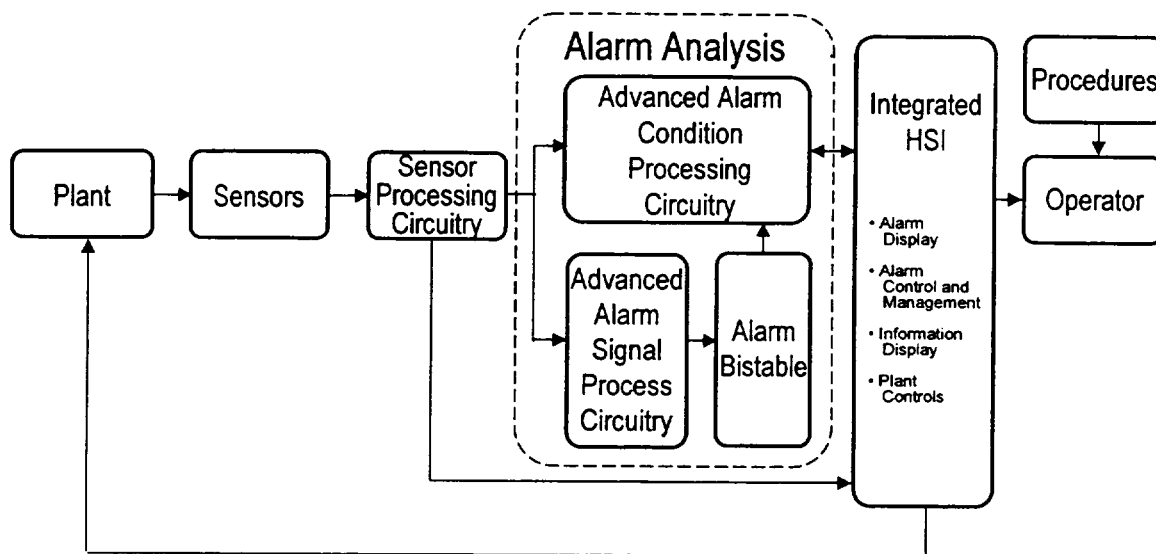 Plant
Sensors
Sensor
Processing
Circuitry
Alarm Analysis
Advanced Alarm
Condition
Processing
Circuitry
Advanced
Alarm
Signal
Process
Circuitry
Alarm
Bistable
Integrated
HSI
• Alarm
Display
• Alarm
Control and
Management
• Information
Display
• Plant
Controls
Procedures
Operator